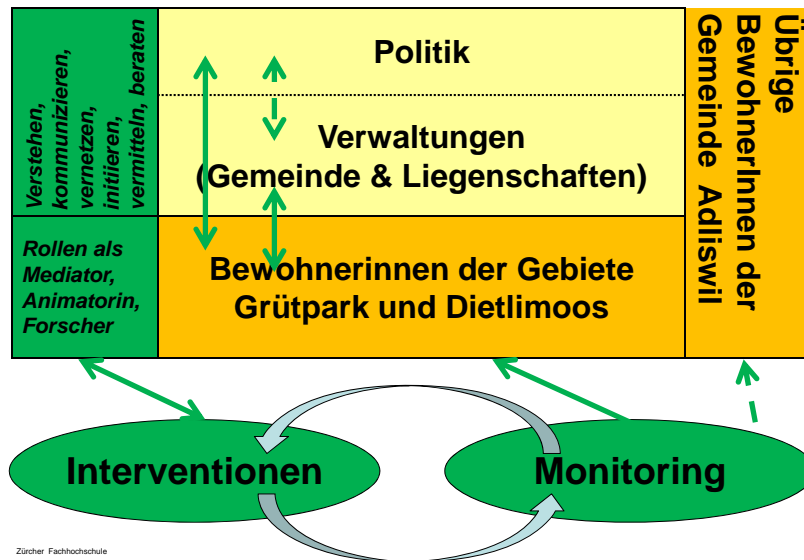 Verstehen,
kommunizieren,
vernetzen,
initiieren,
vermitteln, beraten
Politik
Verwaltungen
(Gemeinde & Liegenschaften)
Übrige
BewohnerInnen der
Gemeinde Adliswil
Rollen als
Mediator,
Animatorin,
Forscher
Bewohnerinnen der Gebiete
Grütpark und Dietlimoos
Interventionen
Monitoring
Zürcher Fachhochschule